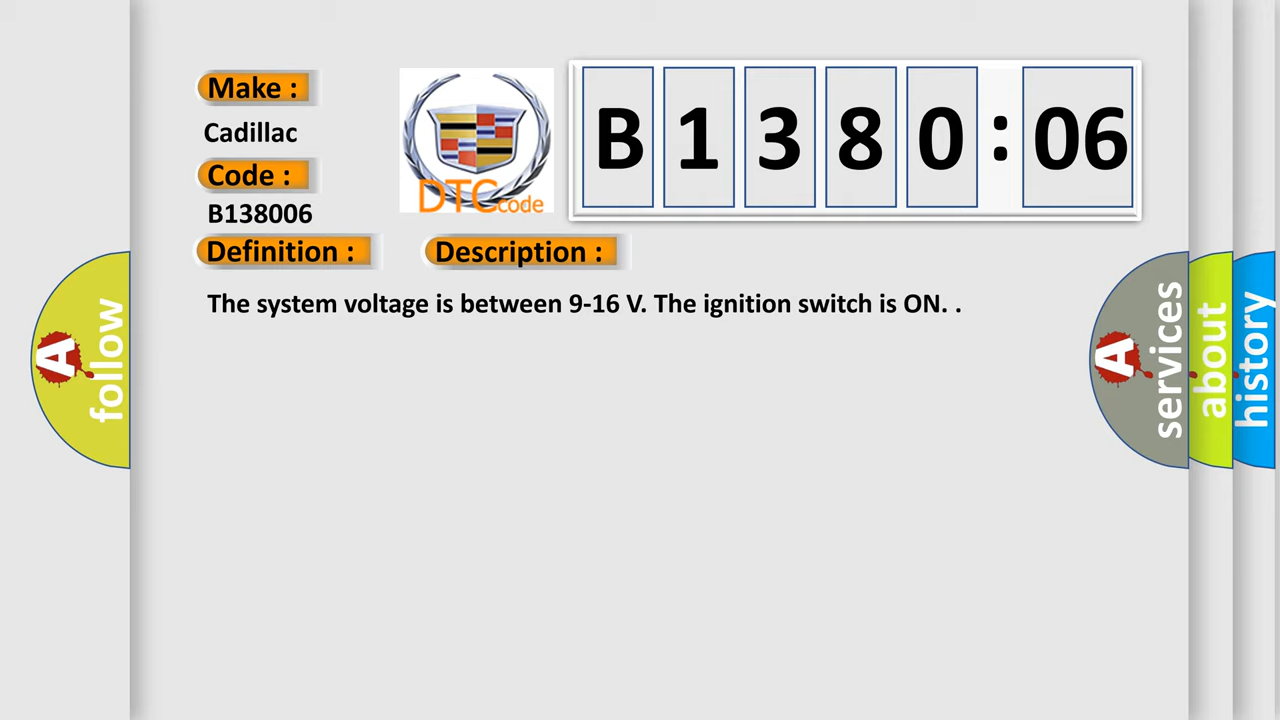 Make :
Cadillac
Code :
B138006
Definition :
Description :
The system voltage is between 9-16 V. The ignition switch is ON. .
DTC code
B 1 3 8 0 : 06
A follow
A services
about
history